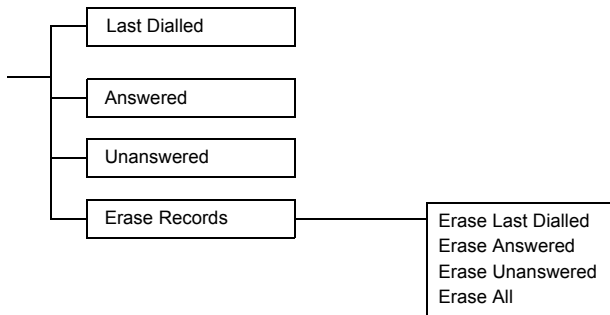 Last Dialled
Answered
Unanswered
Erase Records
Erase Last Dialled
Erase Answered
Erase Unanswered
Erase All